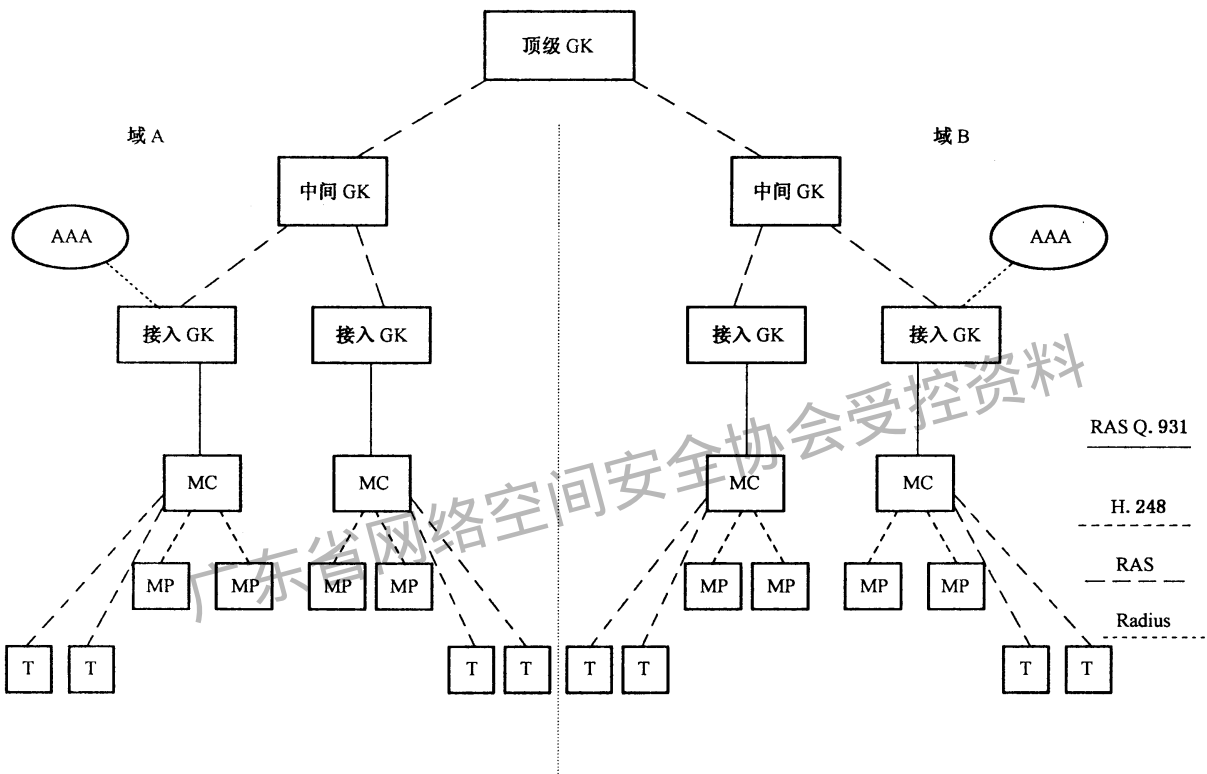 顶级 GK
域 A
域 B
中间 GK
中间 GK
AAA
AAA
接入 GK
接入 GK
接入 GK
接入 GK
RAS Q. 931
MC
MC
MC
MC
H. 248
RAS
MP
MP
MP
MP
MP
MP
MP
MP
Radius
T
T
T
T
T
T
T
T
广东省网络空间安全协会受控资料